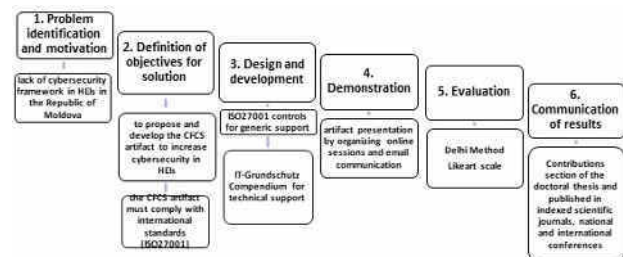 1. Problem
identification
and motivation
lack of cybersecurity
framework in HEIs in
the Republic of
Moldova
2. Definition of
objectives for
solution
to propose and
develop the CFCS
artifact to increase
cybersecurity in
HEIs
the CFCS artifact
must comply with
international
standards
(ISO27001)
3. Design and
development
ISO27001 controls
for generic support
IT-Grundschutz
Compendium for
technical support
4.
Demonstration
artifact presentation
by organizing online
sessions and email
communication
5. Evaluation
Delhi Method
Likeart scale
6.
Communication
of results
Contributions
section of the
doctoral thesis and
published in
indexed scientific
journals, national
and international
conferences